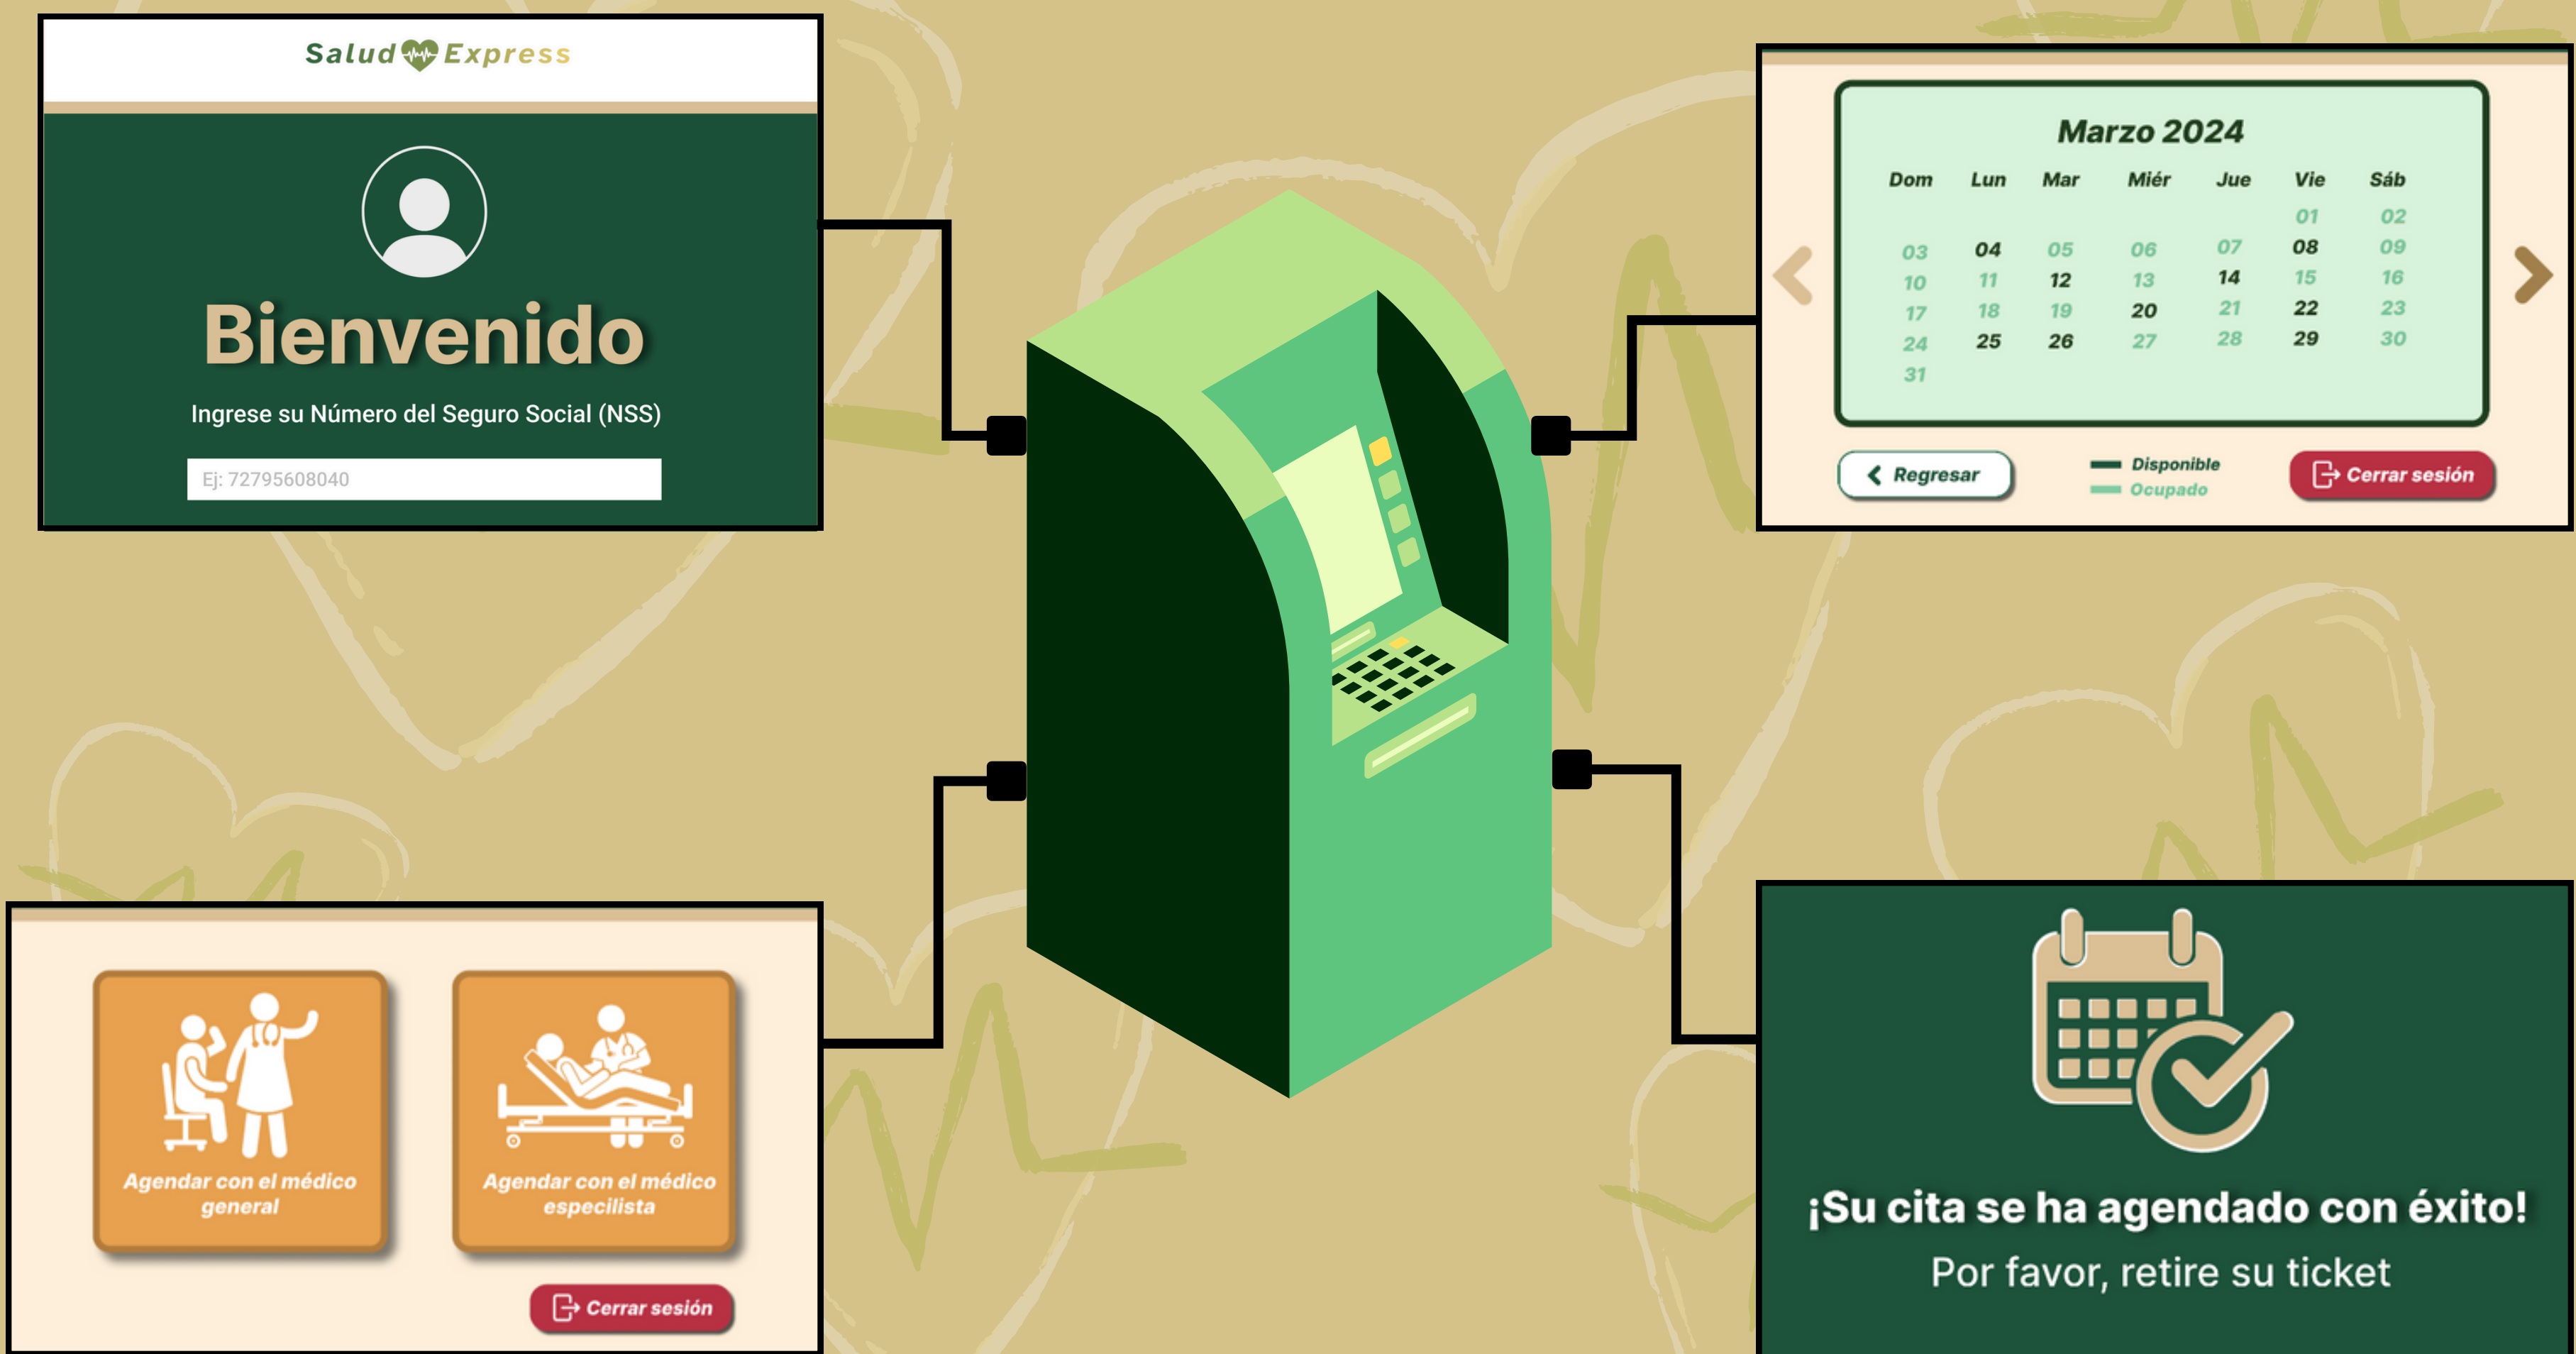 Salud Express
Bienvenido
Ingrese su Número del Seguro Social (NSS)
Ej: 72795608040
Marzo 2024
Dom Lun Mar Miér Jue Vie Sáb
01 02
03 04 05 06 07 08 09
10 11 12 13 14 15 16
17 18 19 20 21 22 23
24 25 26 27 28 29 30
31
Regresar
Disponible
Ocupado
Cerrar sesión
Agendar con el médico
general
Agendar con el médico
especilista
Cerrar sesión
¡Su cita se ha agendado con éxito!
Por favor, retire su ticket